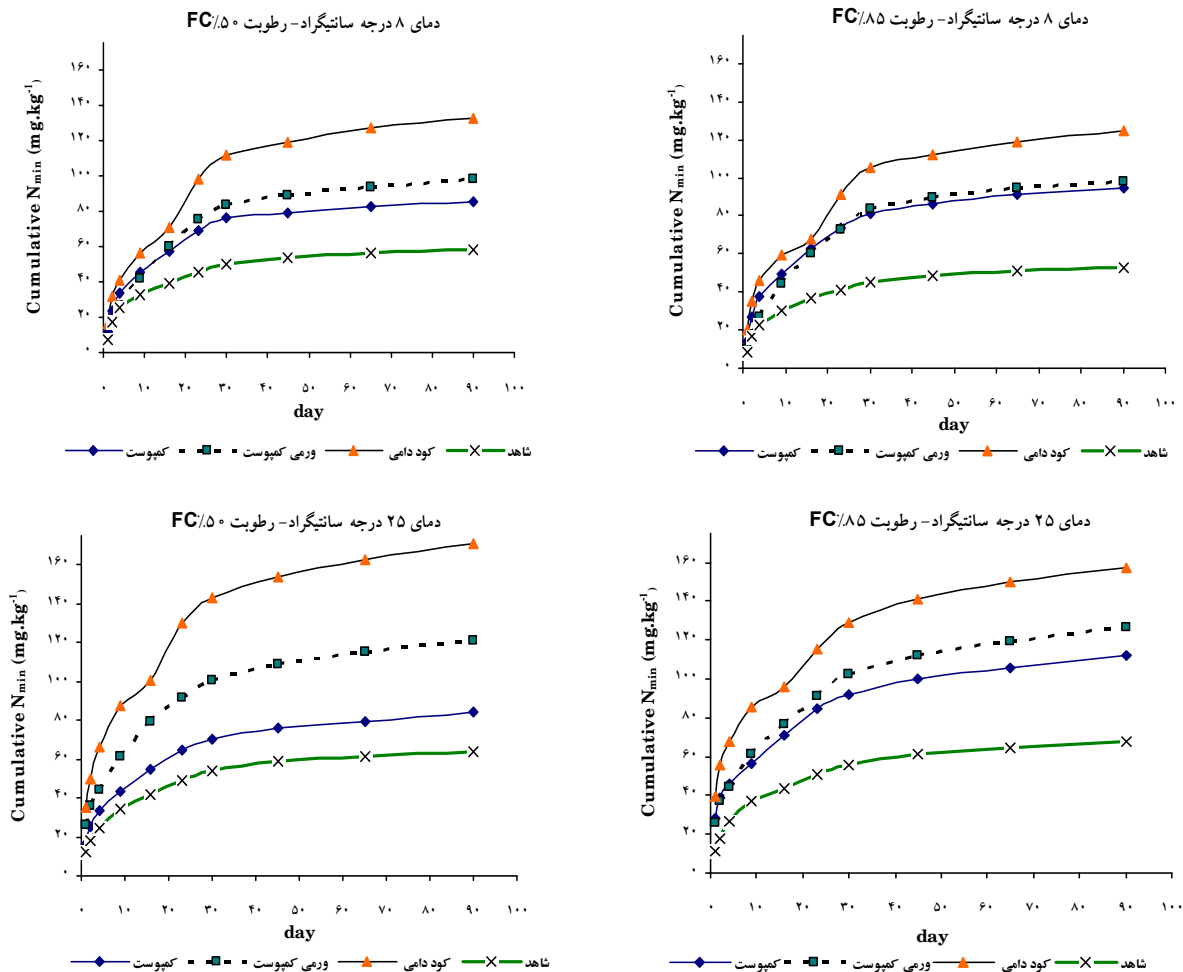 دمای ۸ درجه سانتیگراد- رطوبت ۵۰٪FC
Cumulative N_min (mg.kg⁻¹)
۱۶۰
۱۴۰
۱۲۰
۱۰۰
۸۰
۶۰
۴۰
۲۰
۰
۰ ۱۰ ۲۰ ۳۰ ۴۰ ۵۰ ۶۰ ۷۰ ۸۰ ۹۰ ۱۰۰
day
کمپوست ورمی کمپوست کود دامی شاهد
دمای ۸ درجه سانتیگراد- رطوبت ۸۵٪FC
Cumulative N_min (mg.kg⁻¹)
۱۶۰
۱۴۰
۱۲۰
۱۰۰
۸۰
۶۰
۴۰
۲۰
۰
۰ ۱۰ ۲۰ ۳۰ ۴۰ ۵۰ ۶۰ ۷۰ ۸۰ ۹۰ ۱۰۰
day
کمپوست ورمی کمپوست کود دامی شاهد
دمای ۲۵ درجه سانتیگراد- رطوبت ۵۰٪FC
Cumulative N_min (mg.kg⁻¹)
۱۶۰
۱۴۰
۱۲۰
۱۰۰
۸۰
۶۰
۴۰
۲۰
۰
۰ ۱۰ ۲۰ ۳۰ ۴۰ ۵۰ ۶۰ ۷۰ ۸۰ ۹۰ ۱۰۰
day
کمپوست ورمی کمپوست کود دامی شاهد
دمای ۲۵ درجه سانتیگراد- رطوبت ۸۵٪FC
Cumulative N_min (mg.kg⁻¹)
۱۶۰
۱۴۰
۱۲۰
۱۰۰
۸۰
۶۰
۴۰
۲۰
۰
۰ ۱۰ ۲۰ ۳۰ ۴۰ ۵۰ ۶۰ ۷۰ ۸۰ ۹۰ ۱۰۰
day
کمپوست ورمی کمپوست کود دامی شاهد